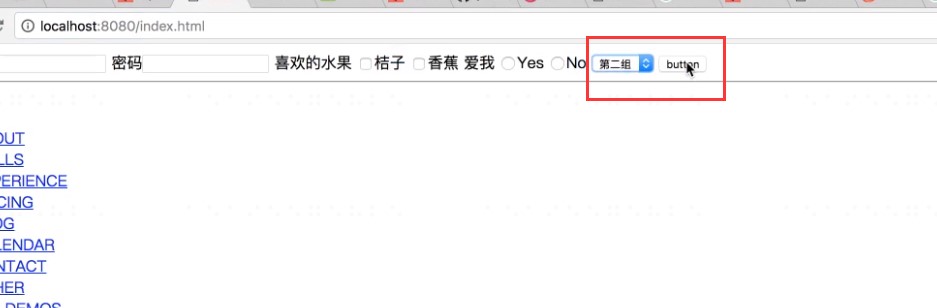 localhost:8080/index.html
密码 喜欢的水果 桔子 香蕉 爱我 Yes No 第二组 button
OUT
LLS
PERIENCE
CING
OG
LENDAR
NTACT
HER
DEMOS